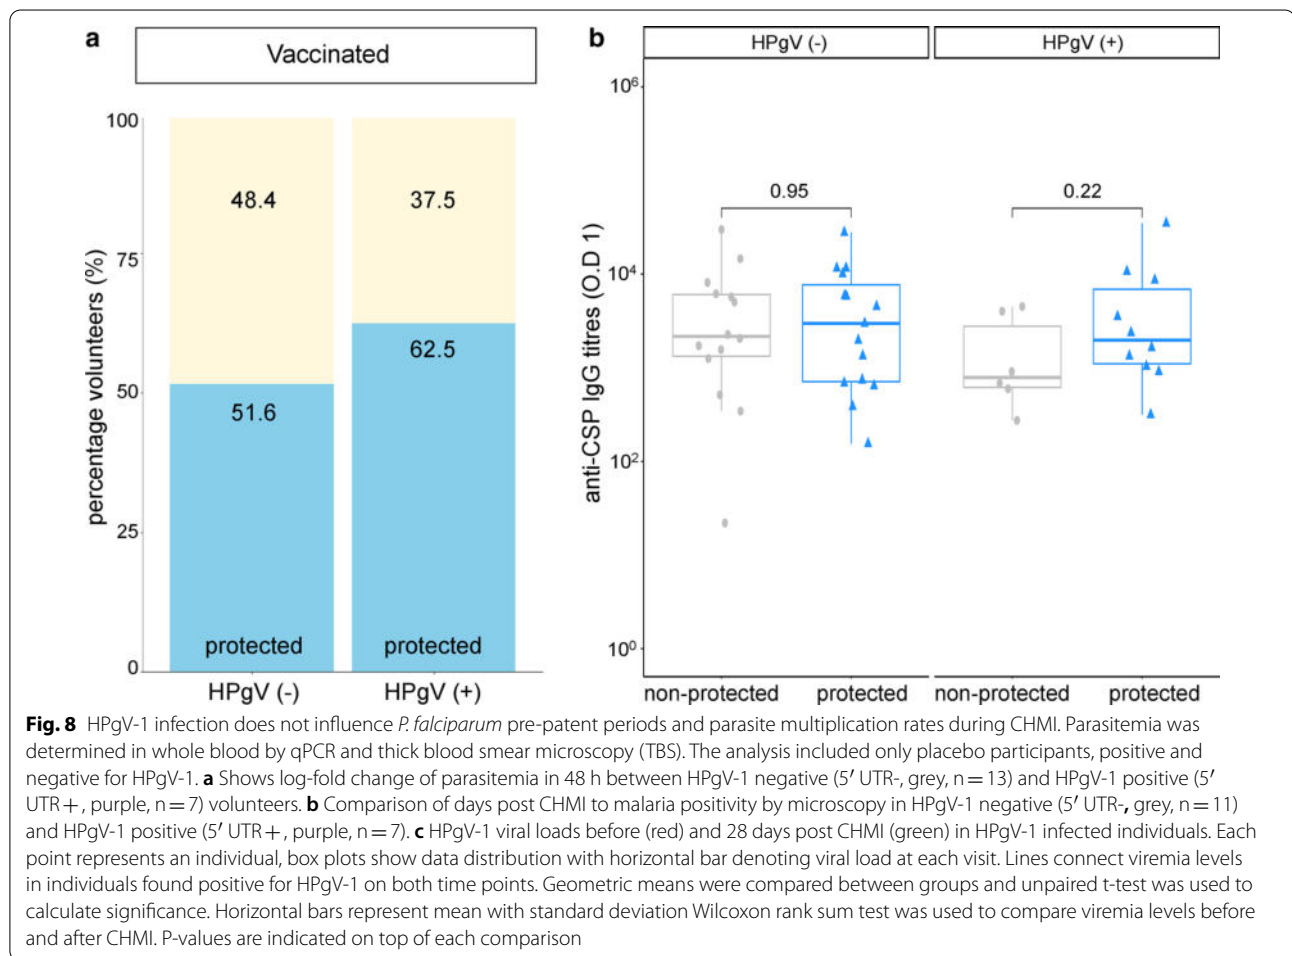 a
Vaccinated
percentage volunteers (%)
100
75
50
25
0
48.4
37.5
51.6
62.5
protected
protected
HPgV (-)
HPgV (+)
b
HPgV (-)
HPgV (+)
anti-CSP IgG titres (O.D 1)
10⁶
10⁴
10²
10⁰
0.95
0.22
non-protected
protected
non-protected
protected
Fig. 8 HPgV-1 infection does not influence P. falciparum pre-patent periods and parasite multiplication rates during CHMI. Parasitemia was
determined in whole blood by qPCR and thick blood smear microscopy (TBS). The analysis included only placebo participants, positive and
negative for HPgV-1. a Shows log-fold change of parasitemia in 48 h between HPgV-1 negative (5′ UTR-, grey, n = 13) and HPgV-1 positive (5′
UTR +, purple, n = 7) volunteers. b Comparison of days post CHMI to malaria positivity by microscopy in HPgV-1 negative (5′ UTR-, grey, n = 11)
and HPgV-1 positive (5′ UTR +, purple, n = 7). c HPgV-1 viral loads before (red) and 28 days post CHMI (green) in HPgV-1 infected individuals. Each
point represents an individual, box plots show data distribution with horizontal bar denoting viral load at each visit. Lines connect viremia levels
in individuals found positive for HPgV-1 on both time points. Geometric means were compared between groups and unpaired t-test was used to
calculate significance. Horizontal bars represent mean with standard deviation Wilcoxon rank sum test was used to compare viremia levels before
and after CHMI. P-values are indicated on top of each comparison